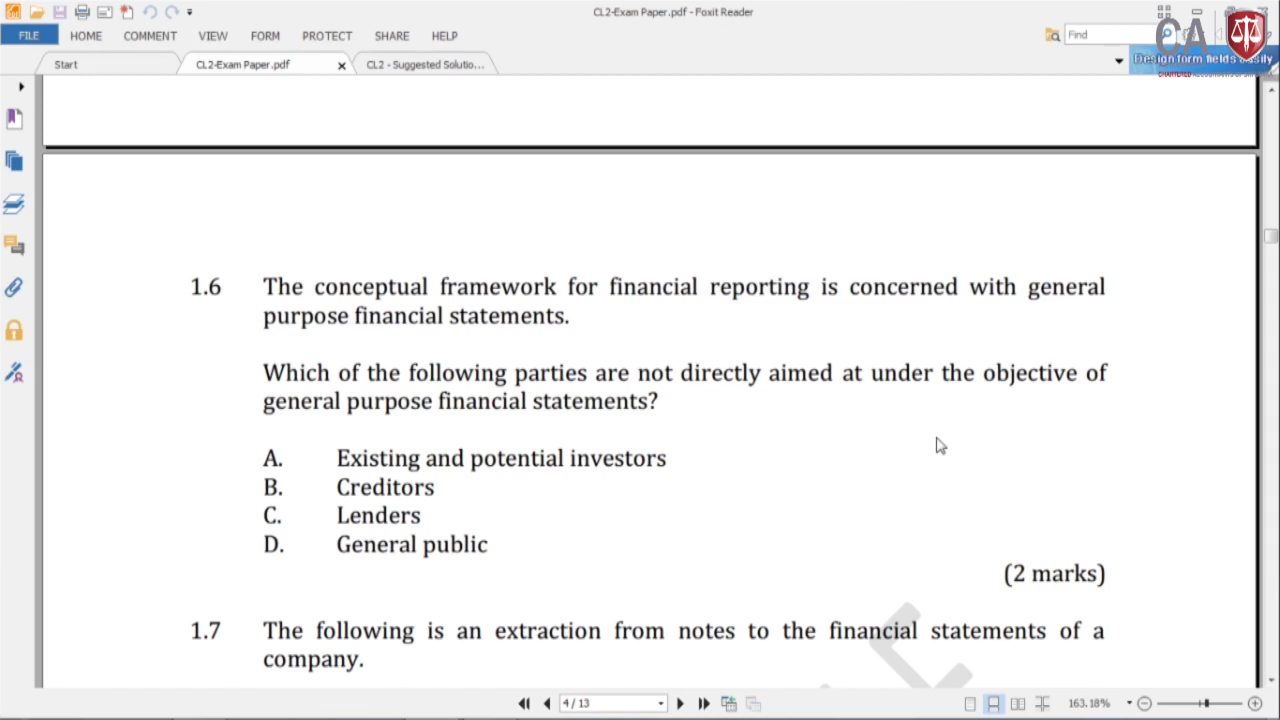 CL2-Exam Paper.pdf - Foxit Reader
FILE HOME COMMENT VIEW FORM PROTECT SHARE HELP
Find
CA
Start CL2-Exam Paper.pdf CL2 - Suggested Solutio...
Design form fields easily
1.6 The conceptual framework for financial reporting is concerned with general
purpose financial statements.
Which of the following parties are not directly aimed at under the objective of
general purpose financial statements?
A. Existing and potential investors
B. Creditors
C. Lenders
D. General public
(2 marks)
1.7 The following is an extraction from notes to the financial statements of a
company.
4 / 13
163.18%